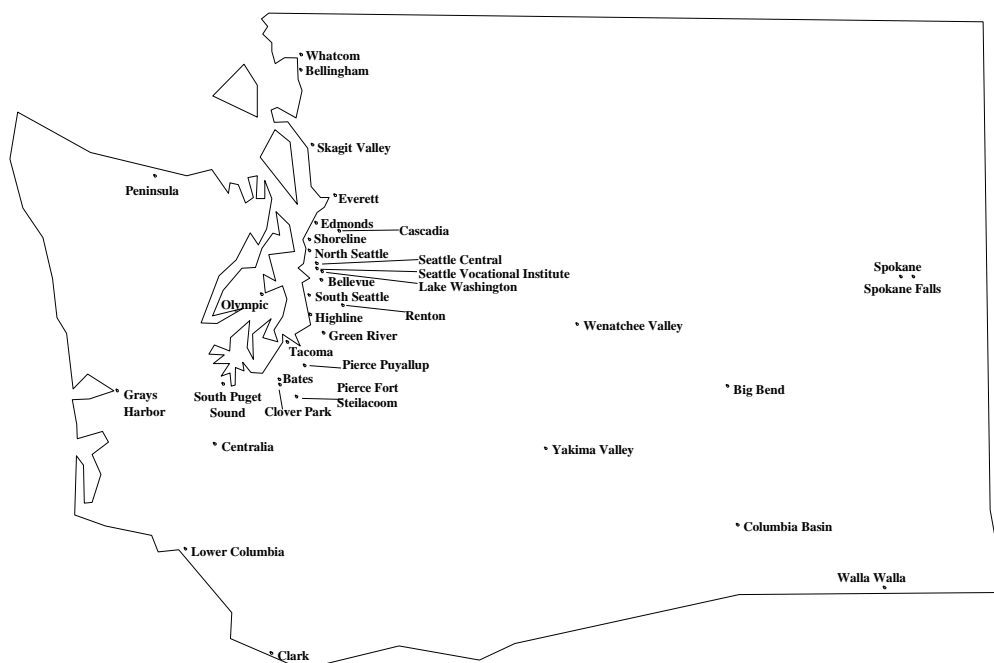 Whatcom
Bellingham
Skagit Valley
Peninsula
Everett
Edmonds
Cascadia
Shoreline
North Seattle
Seattle Central
Spokane
Seattle Vocational Institute
Bellevue
Lake Washington
Spokane Falls
South Seattle
Olympic
Highline
Renton
Wenatchee Valley
Green River
Tacoma
Pierce Puyallup
Bates
Big Bend
Grays
Harbor
South Puget
Sound
Clover Park
Pierce Fort
Steilacoom
Centralia
Yakima Valley
Columbia Basin
Lower Columbia
Walla Walla
Clark